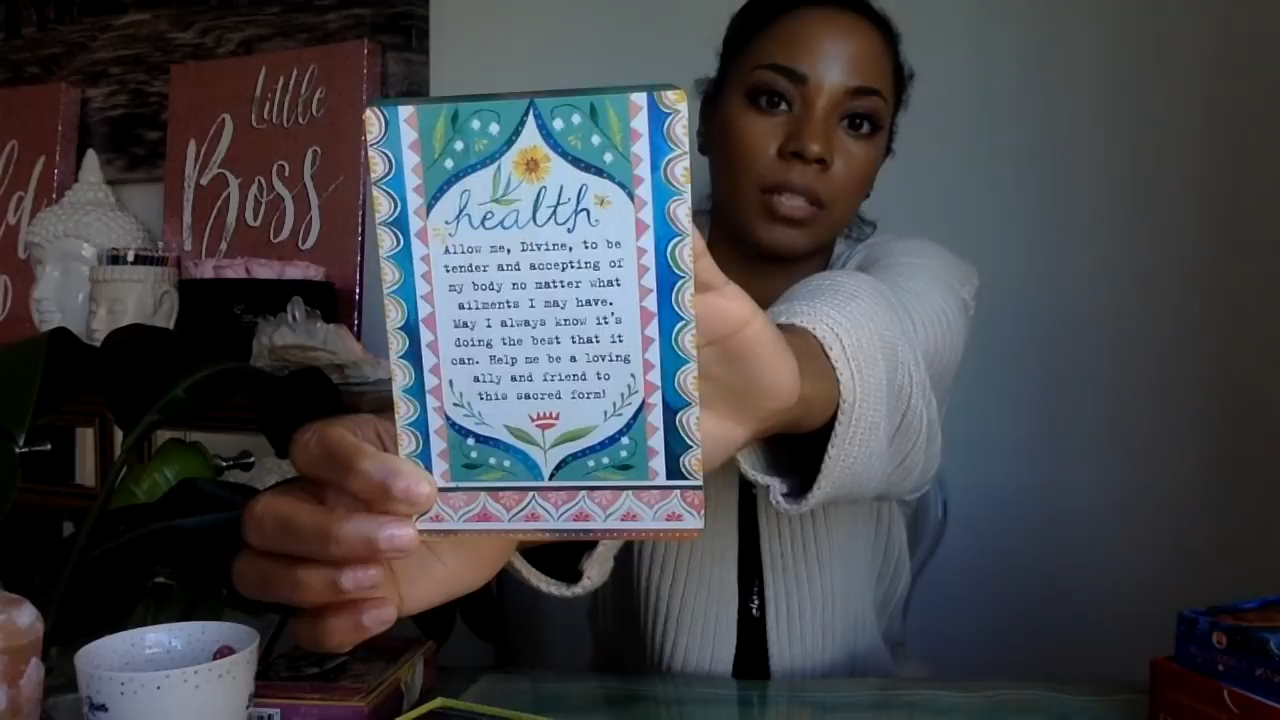 Little
Boss
ld
health
Allow me, Divine, to be
tender and accepting of
my body no matter what
ailments I may have.
May I always know it's
doing the best that it
can. Help me be a loving
ally and friend to
this sacred form!